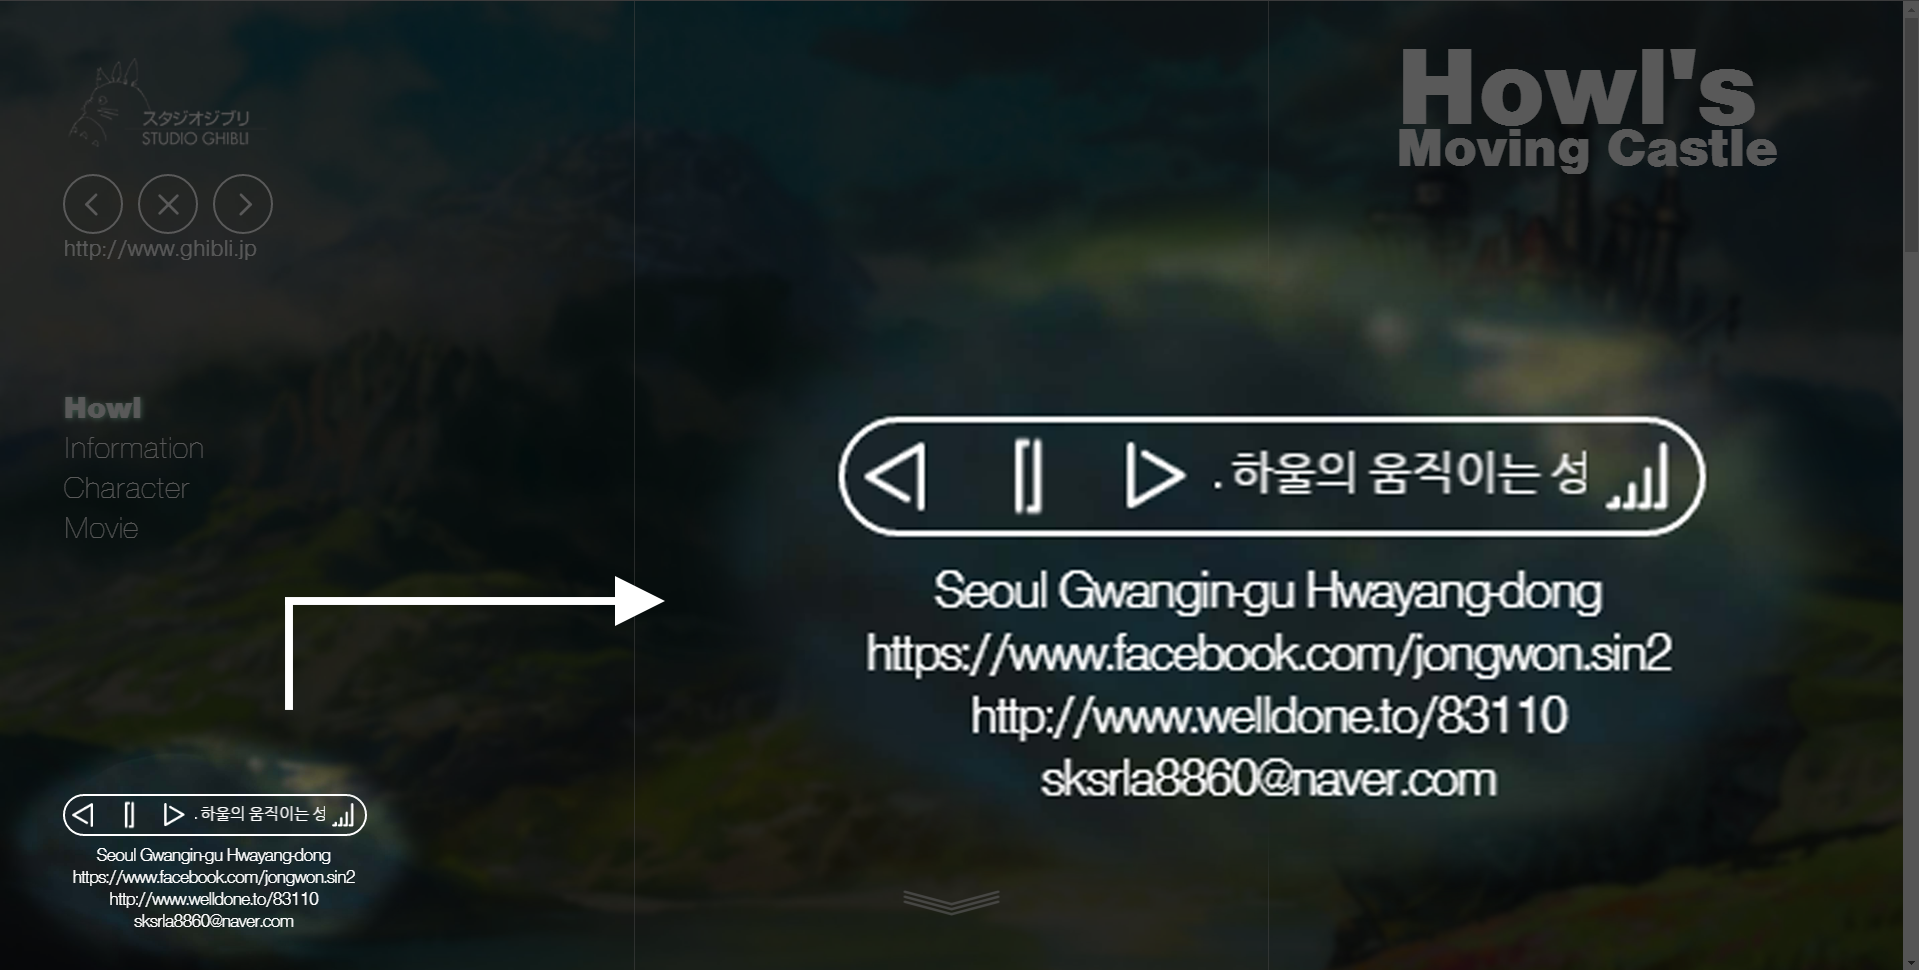 スタジオジブリ
STUDIO GHIBLI
http://www.ghibli.jp
Howl's
Moving Castle
Howl
Information
Character
Movie
. 하울의 움직이는 성
Seoul Gwangin-gu Hwayang-dong
https://www.facebook.com/jongwon.sin2
http://www.welldone.to/83110
sksrla8860@naver.com
. 하울의 움직이는 성
Seoul Gwangin-gu Hwayang-dong
https://www.facebook.com/jongwon.sin2
http://www.welldone.to/83110
sksrla8860@naver.com